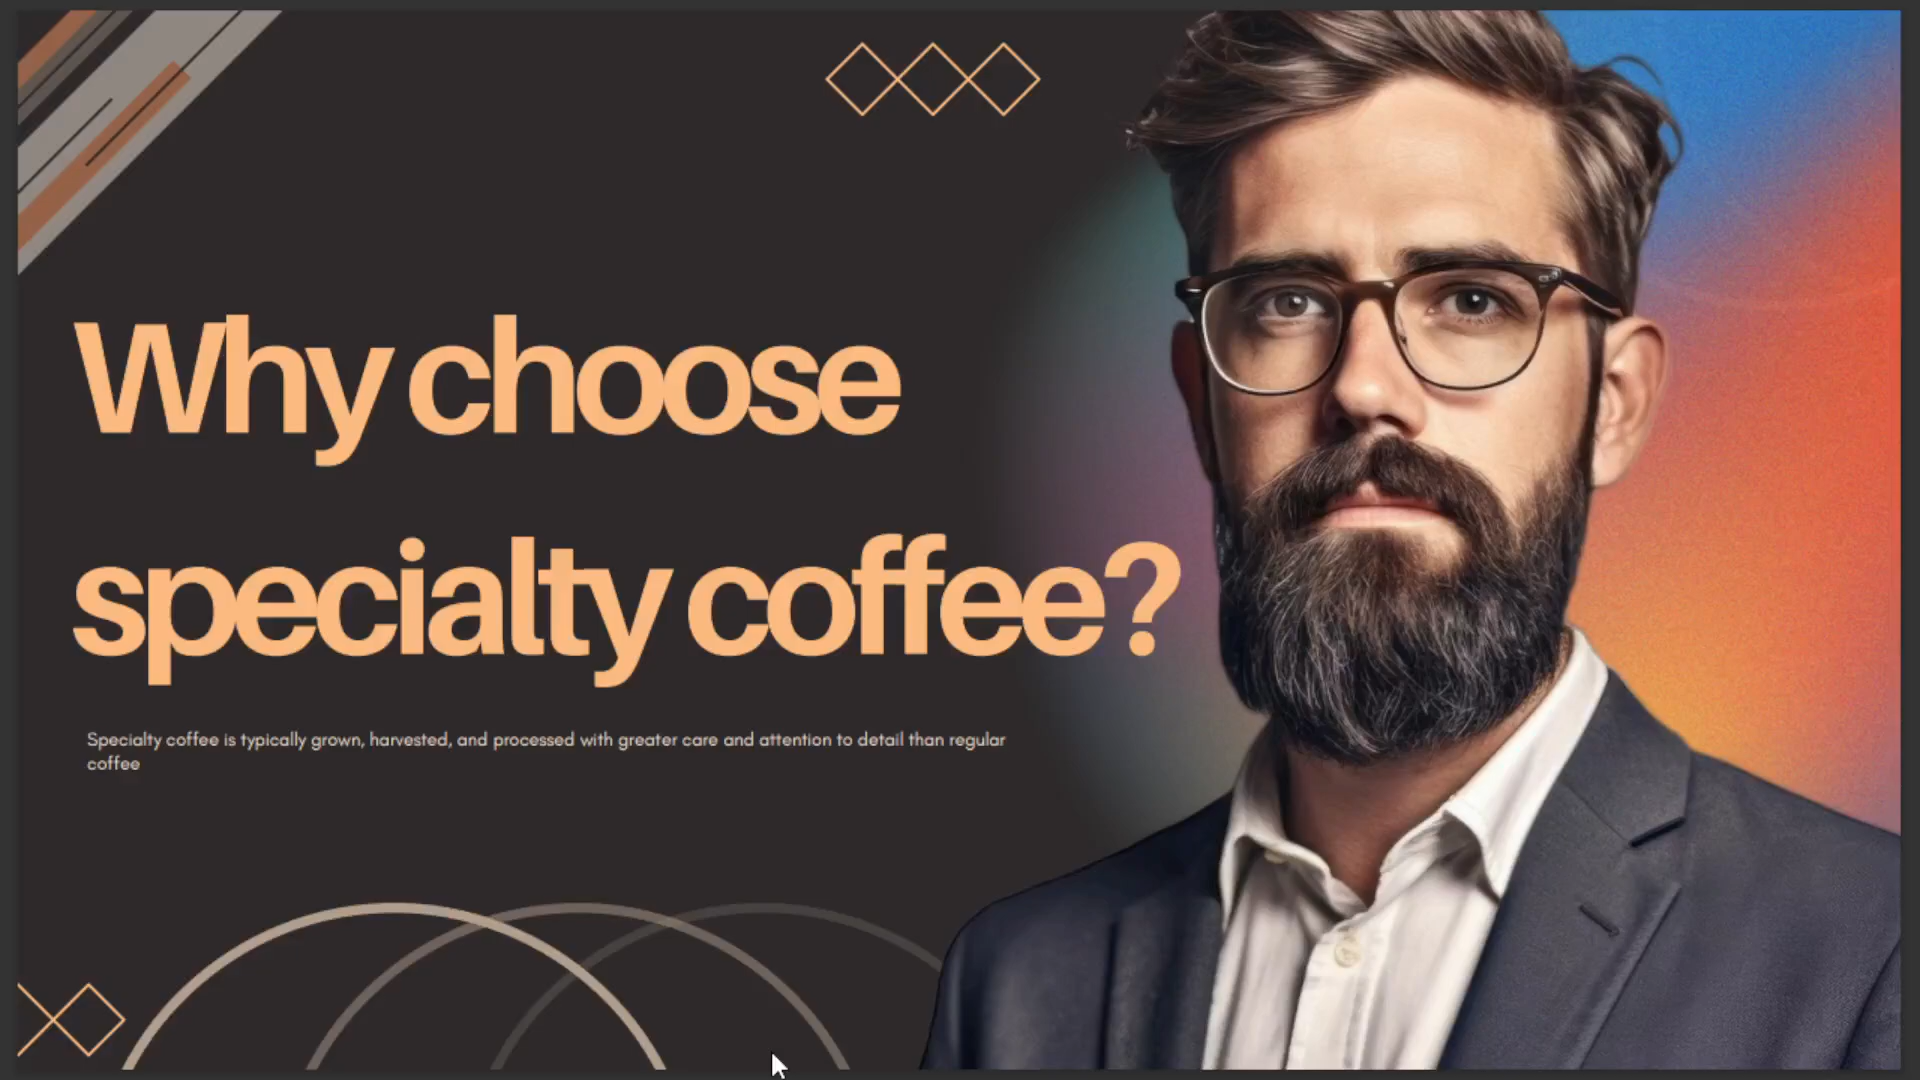 Why choose
specialty coffee?
Specialty coffee is typically grown, harvested, and processed with greater care and attention to detail than regular
coffee